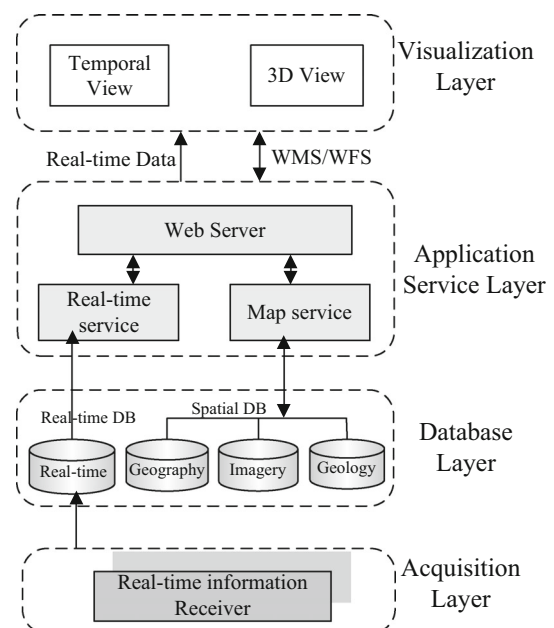 Temporal
View
3D View
Visualization
Layer
Real-time Data
WMS/WFS
Web Server
Real-time
service
Map service
Application
Service Layer
Real-time DB
Spatial DB
Real-time
Geography
Imagery
Geology
Database
Layer
Real-time information
Receiver
Acquisition
Layer